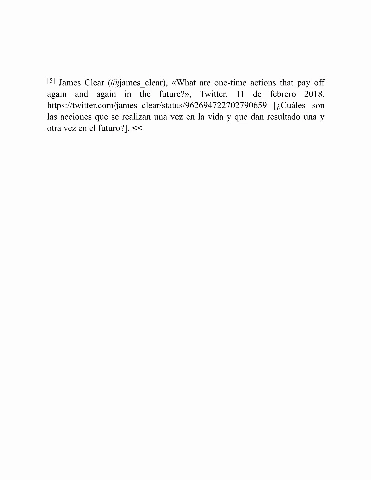 [5] James Clear (@james_clear), «What are one-time actions that pay off
again and again in the future?», Twitter, 11 de febrero 2018,
https://twitter.com/james_clear/status/962694722702790659 [¿Cuáles son
las acciones que se realizan una vez en la vida y que dan resultado una y
otra vez en el futuro?]. <<